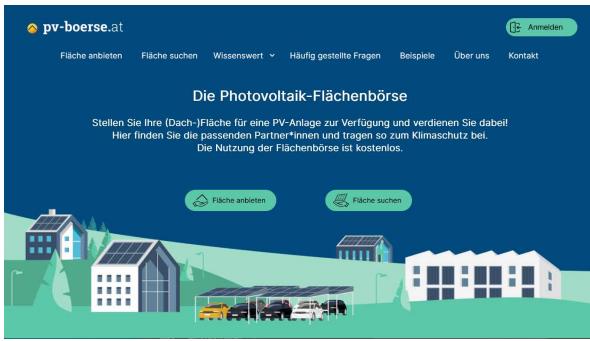 pv-boerse.at
Anmelden
Fläche anbieten Fläche suchen Wissenswert Häufig gestellte Fragen Beispiele Über uns Kontakt
Die Photovoltaik-Flächenbörse
Stellen Sie Ihre (Dach-)Fläche für eine PV-Anlage zur Verfügung und verdienen Sie dabei!
Hier finden Sie die passenden Partner*innen und tragen so zum Klimaschutz bei.
Die Nutzung der Flächenbörse ist kostenlos.
Fläche anbieten Fläche suchen